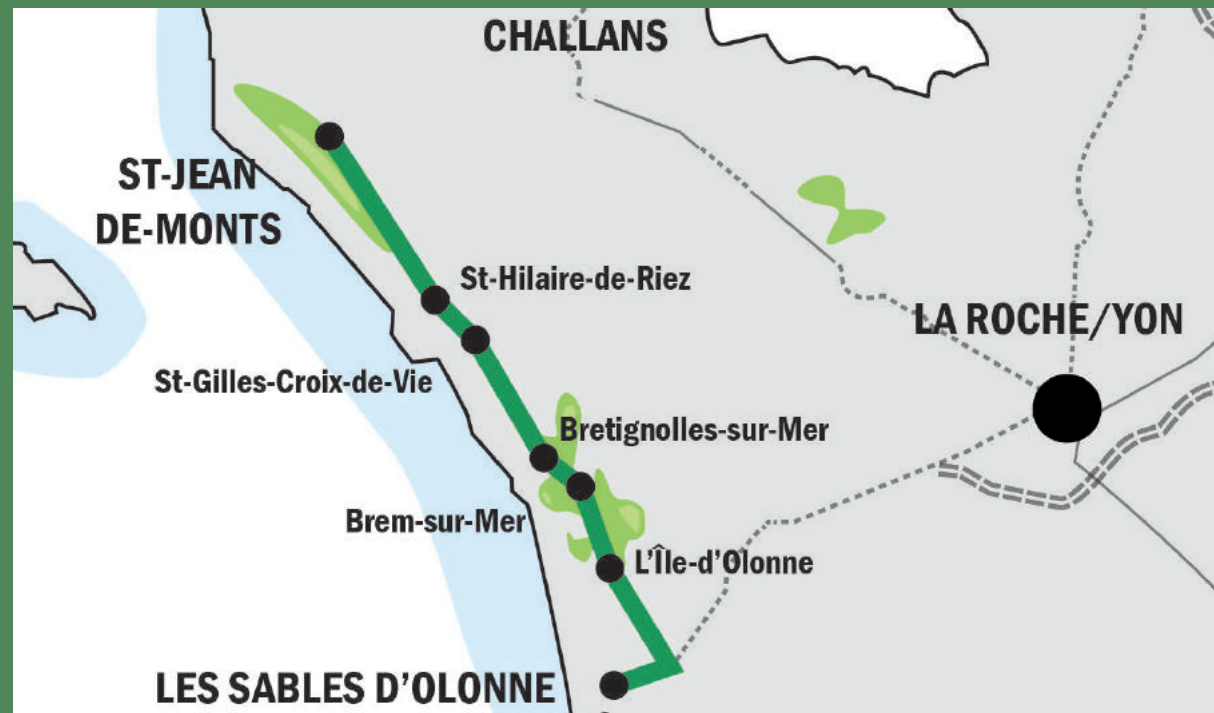 CHALLANS
ST-JEAN
DE-MONTS
St-Hilaire-de-Riez
LA ROCHE/YON
St-Gilles-Croix-de-Vie
Bretignolles-sur-Mer
Brem-sur-Mer
L'Île-d'Olonne
LES SABLES D'OLONNE